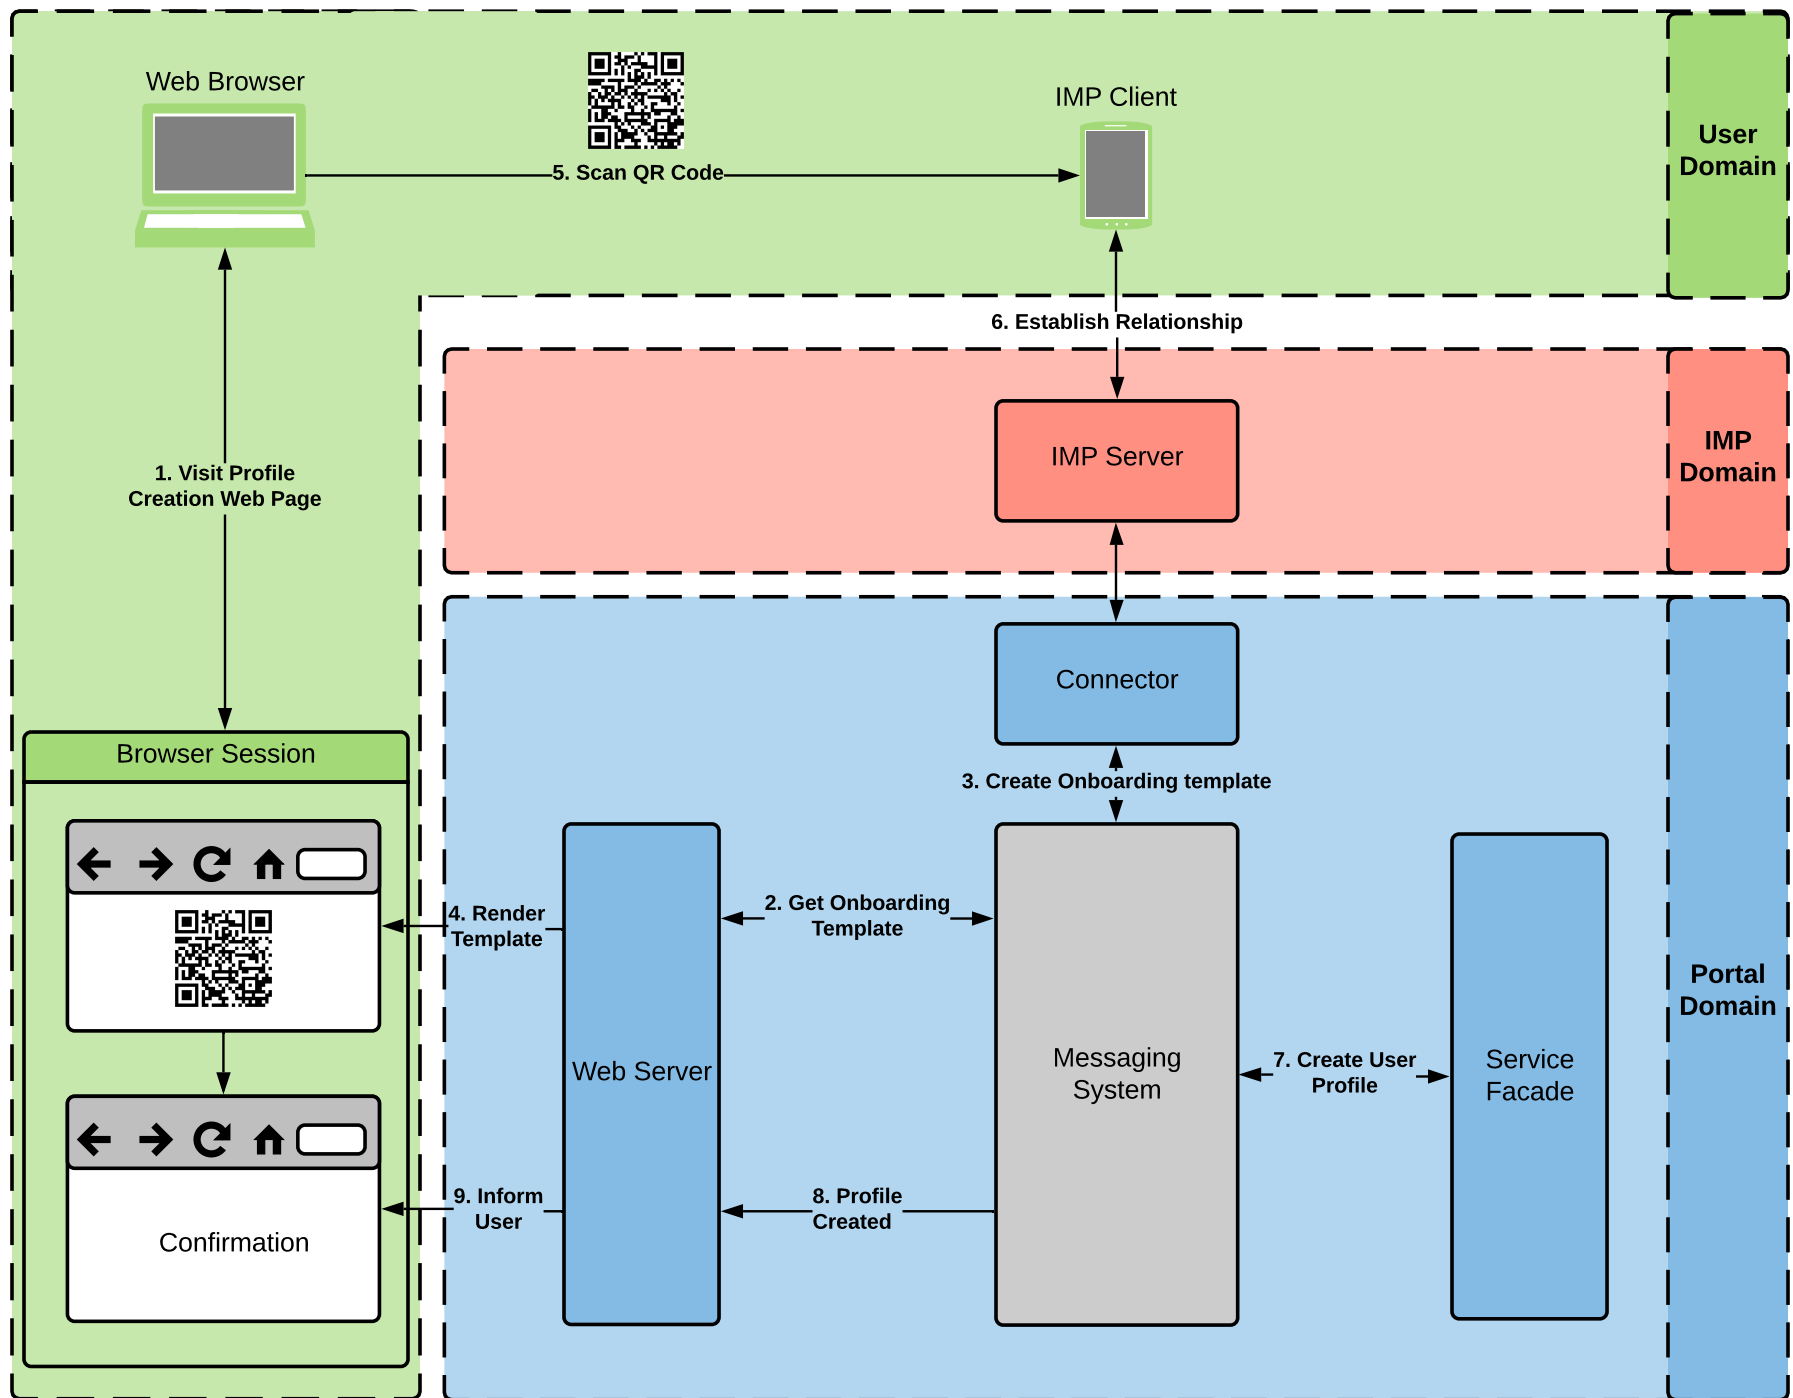 Web Browser
IMP Client
User
Domain
5. Scan QR Code
6. Establish Relationship
IMP Server
IMP
Domain
1. Visit Profile
Creation Web Page
Connector
Browser Session
3. Create Onboarding template
4. Render
Template
2. Get Onboarding
Template
Web Server
Messaging
System
7. Create User
Profile
Service
Facade
Portal
Domain
9. Inform
User
8. Profile
Created
Confirmation